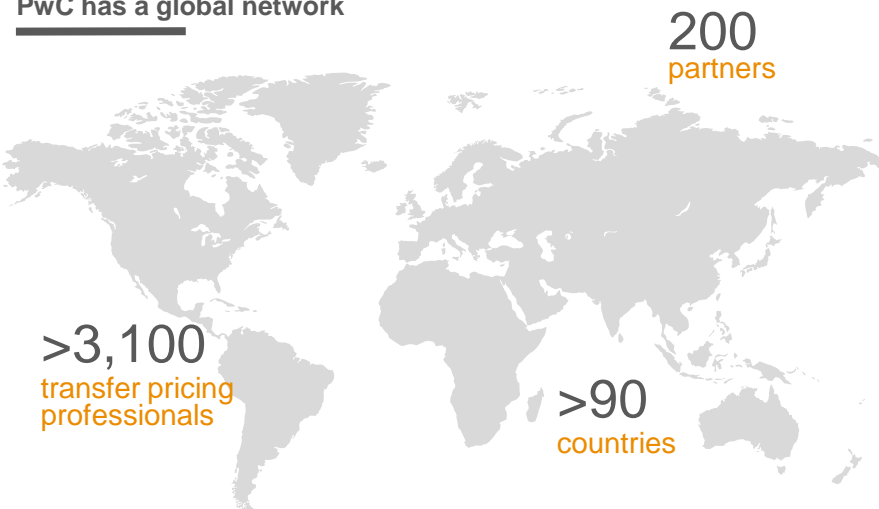 PwC has a global network
200
partners
>3,100
transfer pricing
professionals
>90
countries